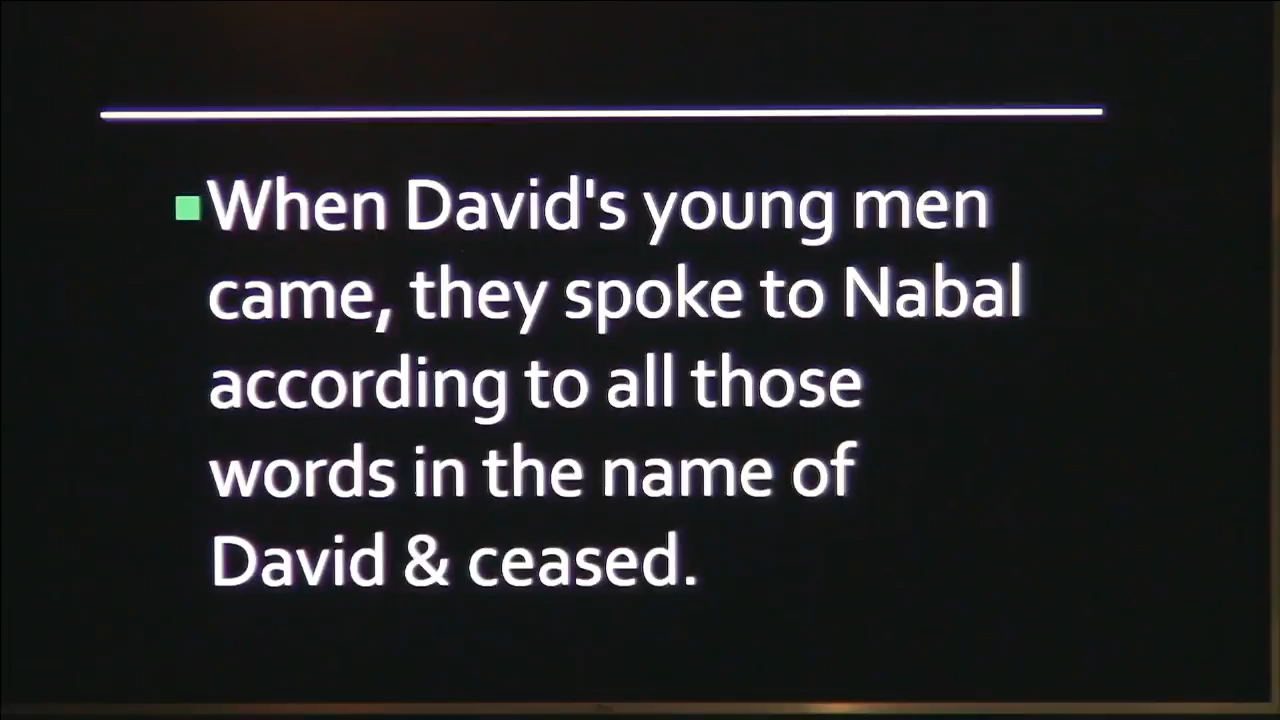 When David's young men
came, they spoke to Nabal
according to all those
words in the name of
David & ceased.